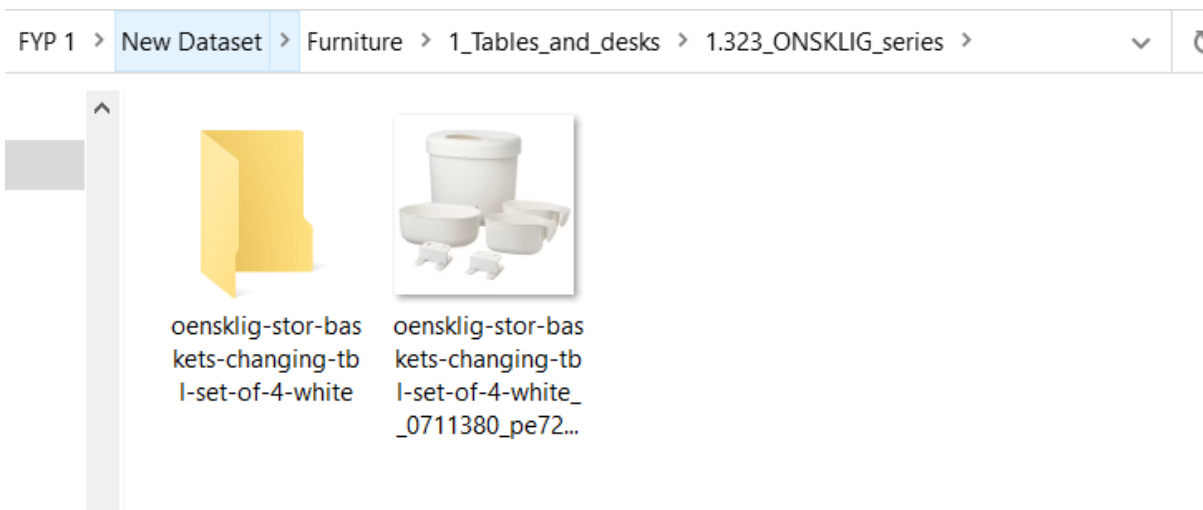 FYP 1 > New Dataset > Furniture > 1_Tables_and_desks > 1.323_ONSKLIG_series >
oensklig-stor-bas
kets-changing-tb
l-set-of-4-white
oensklig-stor-bas
kets-changing-tb
l-set-of-4-white_
_0711380_pe72...